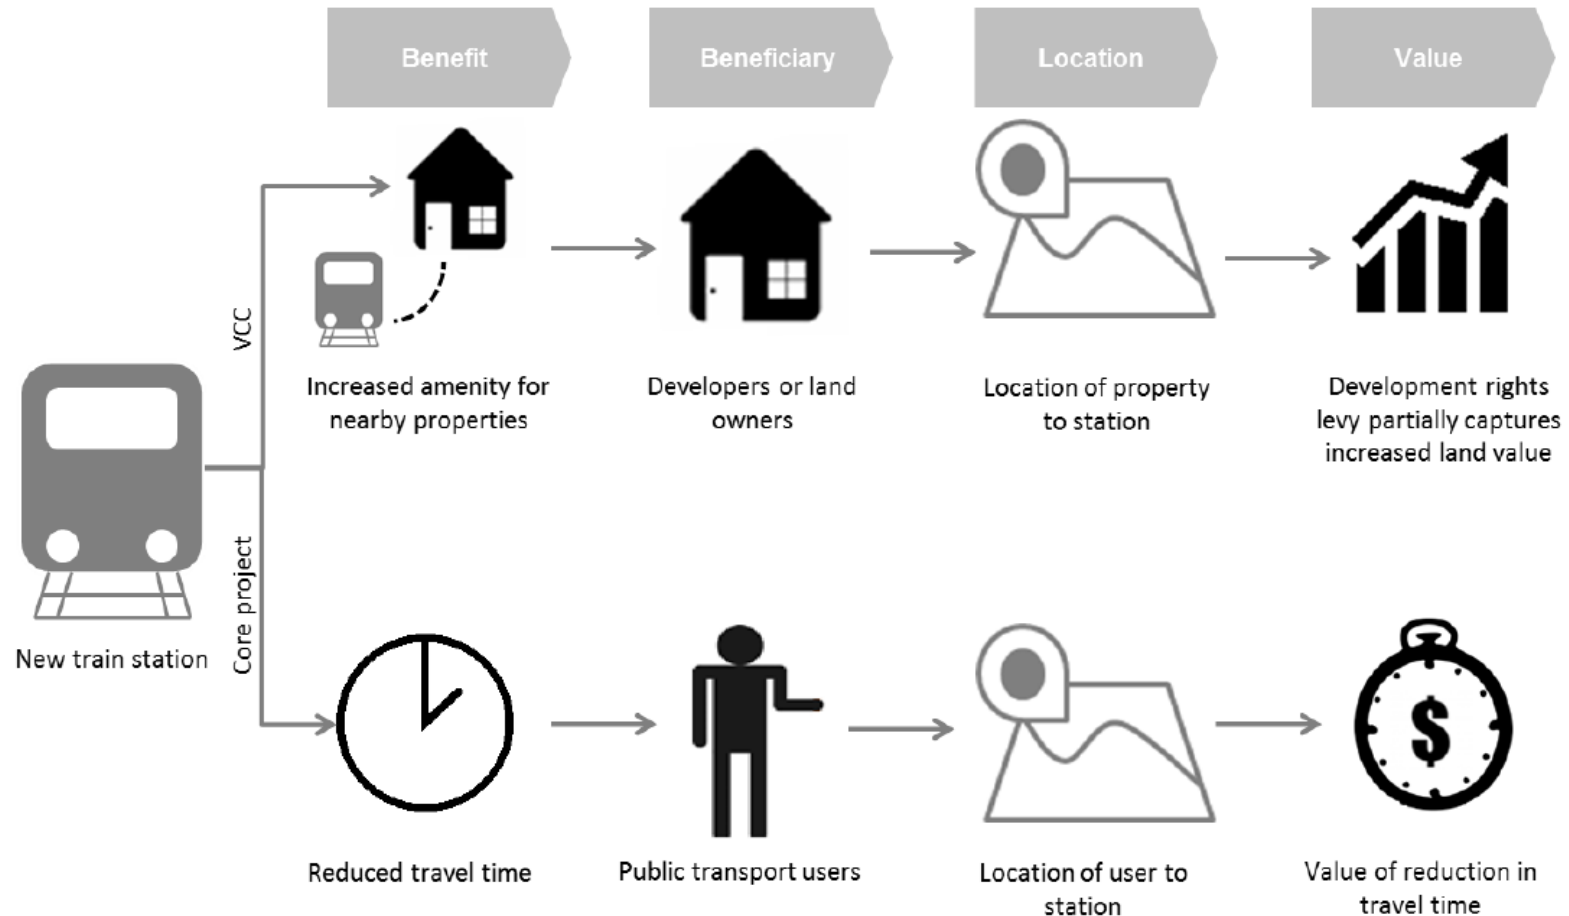 Benefit
Beneficiary
Location
Value
VCC
Increased amenity for
nearby properties
Developers or land
owners
Location of property
to station
Development rights
levy partially captures
increased land value
New train station
Core project
Reduced travel time
Public transport users
Location of user to
station
$
Value of reduction in
travel time